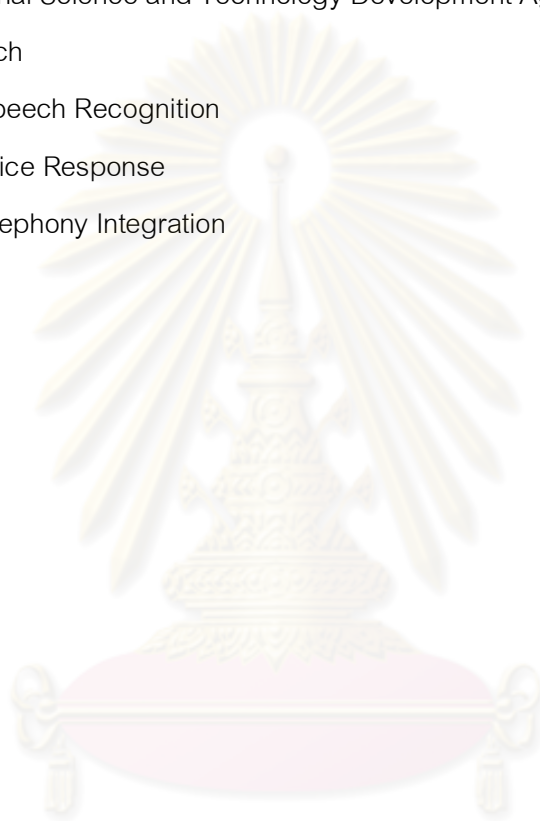 nal Science and Technology Development A
ch
peech Recognition
ice Response
ephony Integration